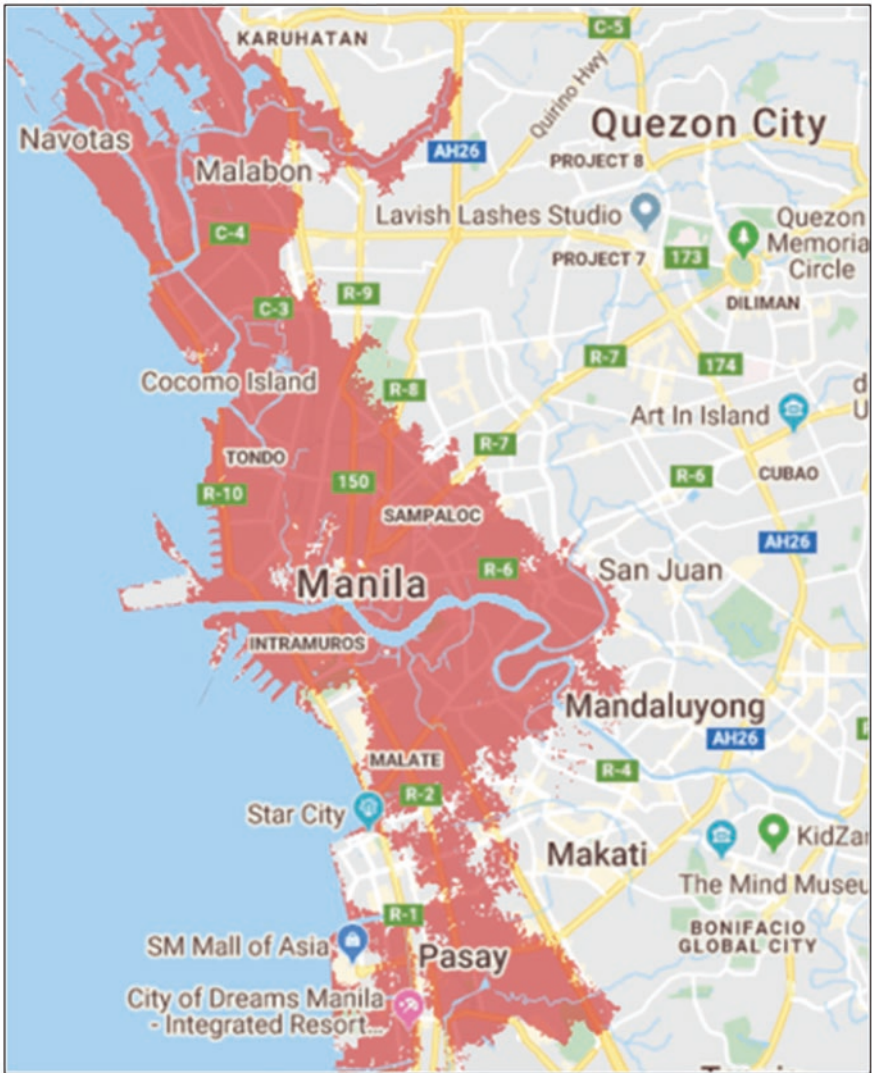 C-5
KARUHATAN
Quirino Hwy
Quezon City
Navotas
AH26
PROJECT 8
Malabon
Lavish Lashes Studio
Quezon
Memoria
Circle
C-4
PROJECT 7
173
DILIMAN
R-9
C-3
R-7
174
Cocomo Island
R-8
d
U
Art In Island
R-7
TONDO
R-6
CUBAO
150
R-10
SAMPALOC
AH26
R-6
San Juan
Manila
INTRAMUROS
Mandaluyong
AH26
MALATE
R-4
R-2
Star City
KidZa
Makati
The Mind Museu
R-1
BONIFACIO
GLOBAL CITY
SM Mall of Asia
Pasay
City of Dreams Manila
- Integrated Resort...